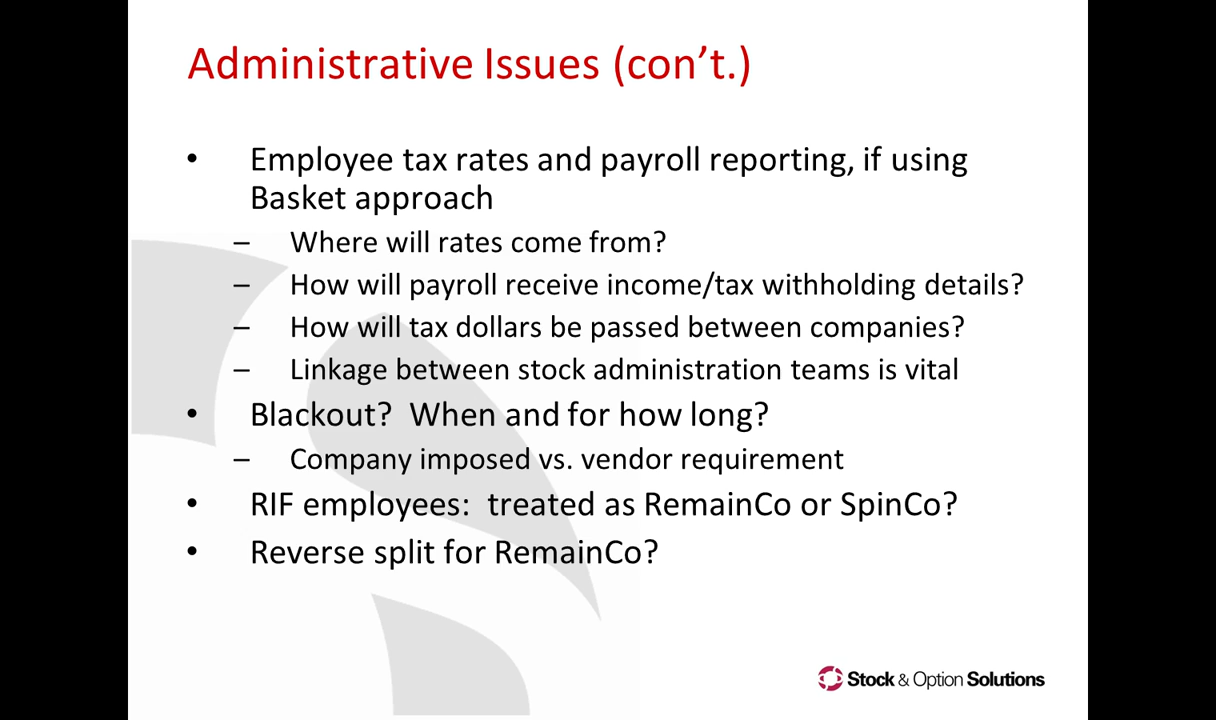 Administrative Issues (con’t.)
• Employee tax rates and payroll reporting, if using
Basket approach
– Where will rates come from?
– How will payroll receive income/tax withholding details?
– How will tax dollars be passed between companies?
– Linkage between stock administration teams is vital
• Blackout?  When and for how long?
– Company imposed vs. vendor requirement
• RIF employees:  treated as RemainCo or SpinCo?
• Reverse split for RemainCo?
Stock & Option Solutions